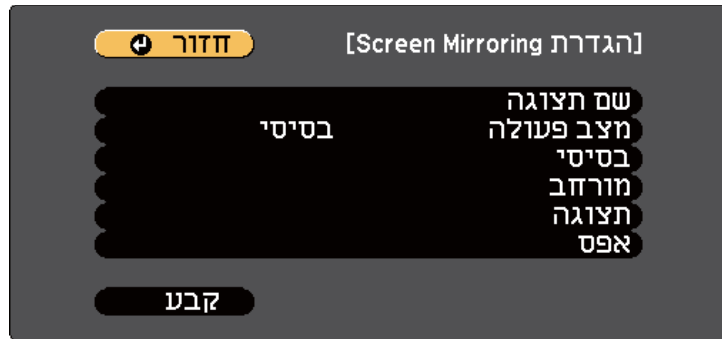 [הגדרת Screen Mirroring] חזור
שם תצוגה
מצב פעולה בסיסי
בסיסי
מורחב
תצוגה
אפס
קבע